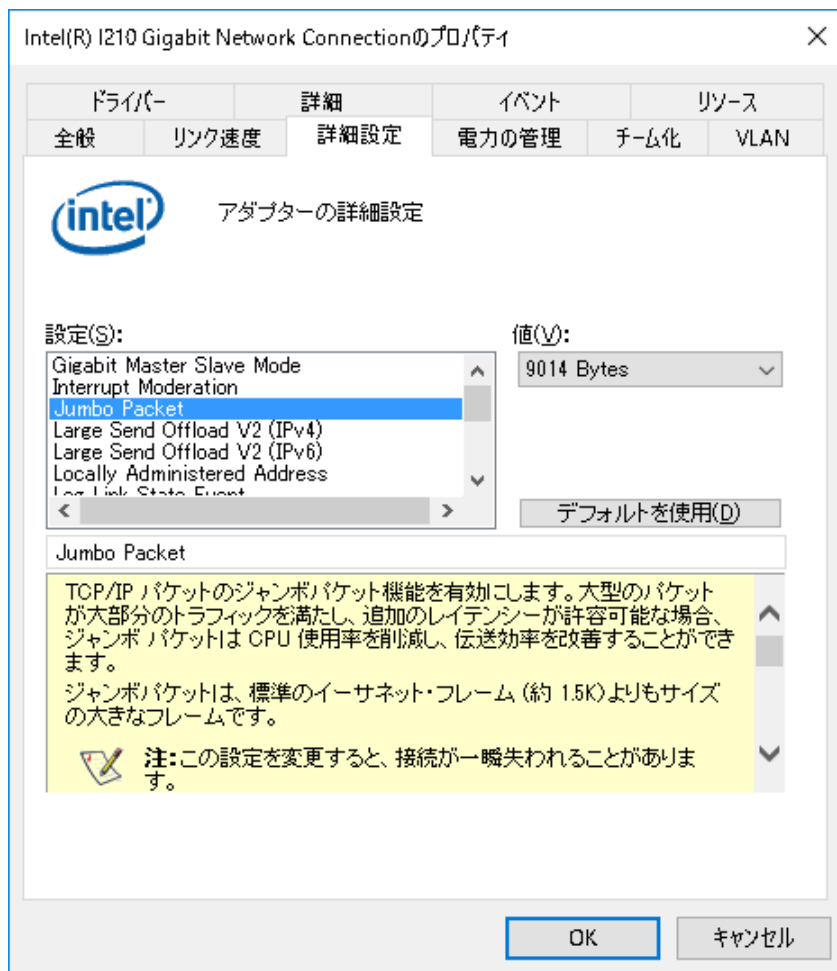 Intel(R) I210 Gigabit Network Connectionのプロパティ
ドライバー 詳細 イベント リソース
全般 リンク速度 詳細設定 電力の管理 チーム化 VLAN
intel
アダプターの詳細設定
設定(S):
値(V):
Gigabit Master Slave Mode
Interrupt Moderation
Jumbo Packet
Large Send Offload V2 (IPv4)
Large Send Offload V2 (IPv6)
Locally Administered Address
Log Link State Event
9014 Bytes
デフォルトを使用(D)
Jumbo Packet
TCP/IP パケットのジャンボパケット機能を有効にします。大型のパケット
が大部分のトラフィックを満たし、追加のレイテンシーが許容可能な場合、
ジャンボ パケットは CPU 使用率を削減し、伝送効率を改善することができ
ます。
ジャンボパケットは、標準のイーサネット・フレーム (約 1.5K)よりもサイズ
の大きなフレームです。
注:この設定を変更すると、接続が一瞬失われることがありま
す。
OK キャンセル